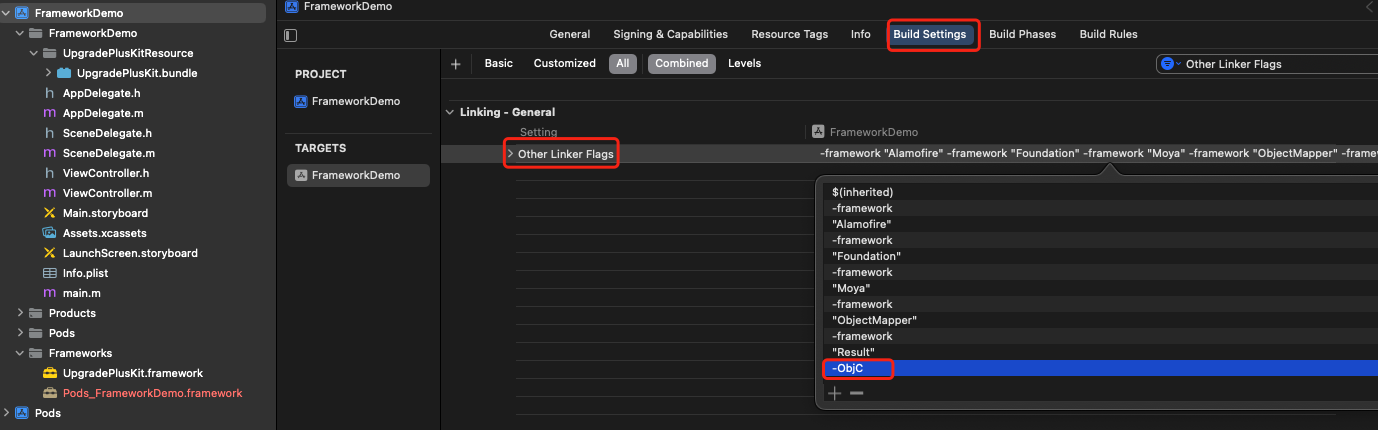 FrameworkDemo
FrameworkDemo
UpgradePlusKitResource
UpgradePlusKit.bundle
h AppDelegate.h
m AppDelegate.m
h SceneDelegate.h
m SceneDelegate.m
h ViewController.h
m ViewController.m
Main.storyboard
Assets.xcassets
LaunchScreen.storyboard
Info.plist
m main.m
Products
Pods
Frameworks
UpgradePlusKit.framework
Pods_FrameworkDemo.framework
Pods
FrameworkDemo
General Signing & Capabilities Resource Tags Info Build Settings Build Phases Build Rules
PROJECT
FrameworkDemo
TARGETS
FrameworkDemo
+ Basic Customized All Combined Levels Other Linker Flags
Linking - General
Setting FrameworkDemo
Other Linker Flags -framework "Alamofire" -framework "Foundation" -framework "Moya" -framework "ObjectMapper" -frame
$(inherited)
-framework
"Alamofire"
-framework
"Foundation"
-framework
"Moya"
-framework
"ObjectMapper"
-framework
"Result"
-ObjC
+ −